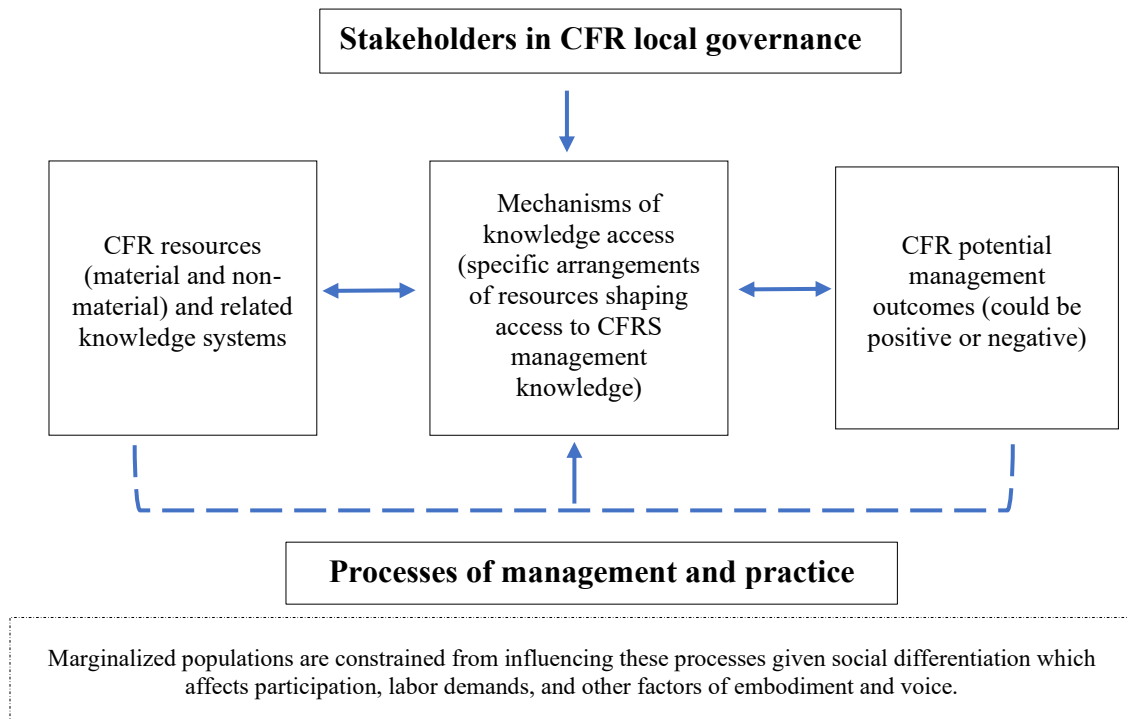 Stakeholders in CFR local governance
CFR resources
(material and non-
material) and related
knowledge systems
Mechanisms of
knowledge access
(specific arrangements
of resources shaping
access to CFRS
management
knowledge)
CFR potential
management
outcomes (could be
positive or negative)
Processes of management and practice
Marginalized populations are constrained from influencing these processes given social differentiation which
affects participation, labor demands, and other factors of embodiment and voice.